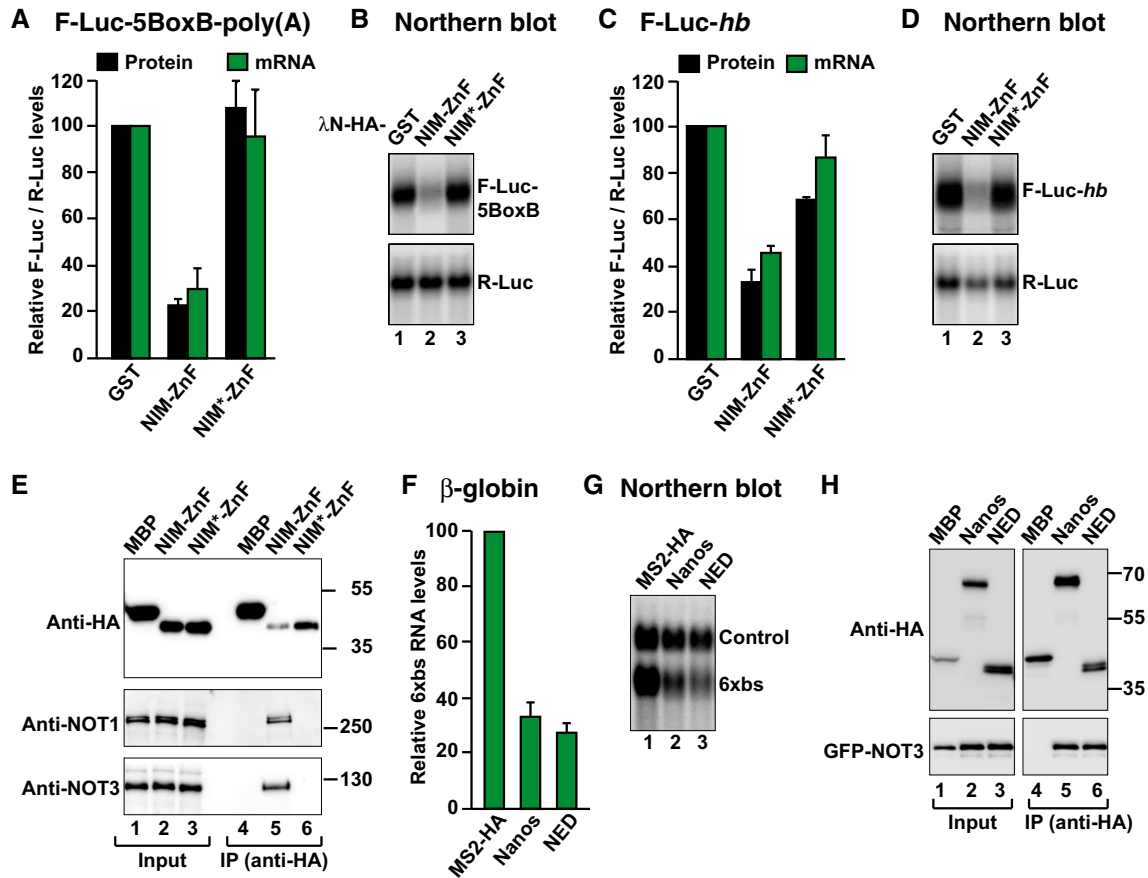 A F-Luc-5BoxB-poly(A)
Protein mRNA
Relative F-Luc / R-Luc levels
120
100
80
60
40
20
0
GST
NIM-ZnF
NIM*-ZnF
B Northern blot
λN-HA-
GST
NIM-ZnF
NIM*-ZnF
F-Luc-
5BoxB
R-Luc
1 2 3
C F-Luc-hb
Protein mRNA
Relative F-Luc / R-Luc levels
120
100
80
60
40
20
0
GST
NIM-ZnF
NIM*-ZnF
D Northern blot
GST
NIM-ZnF
NIM*-ZnF
F-Luc-hb
R-Luc
1 2 3
E
MBP
NIM-ZnF
NIM*-ZnF
MBP
NIM-ZnF
NIM*-ZnF
Anti-HA
55
35
Anti-NOT1
250
Anti-NOT3
130
1 2 3 4 5 6
Input IP (anti-HA)
F β-globin
Relative 6xbs RNA levels
100
80
60
40
20
0
MS2-HA
Nanos
NED
G Northern blot
MS2-HA
Nanos
NED
Control
6xbs
1 2 3
H
MBP
Nanos
NED
MBP
Nanos
NED
Anti-HA
70
55
35
GFP-NOT3
1 2 3 4 5 6
Input IP (anti-HA)